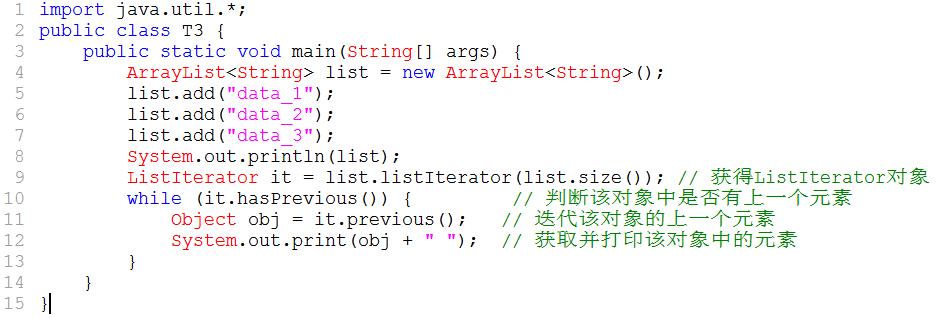 1 import java.util.*;
2 public class T3 {
3     public static void main(String[] args) {
4         ArrayList<String> list = new ArrayList<String>();
5         list.add("data_1");
6         list.add("data_2");
7         list.add("data_3");
8         System.out.println(list);
9         ListIterator it = list.listIterator(list.size()); // 获得ListIterator对象
10         while (it.hasPrevious()) {         // 判断该对象中是否有上一个元素
11             Object obj = it.previous();   // 迭代该对象的上一个元素
12             System.out.print(obj + " ");  // 获取并打印该对象中的元素
13         }
14     }
15 }